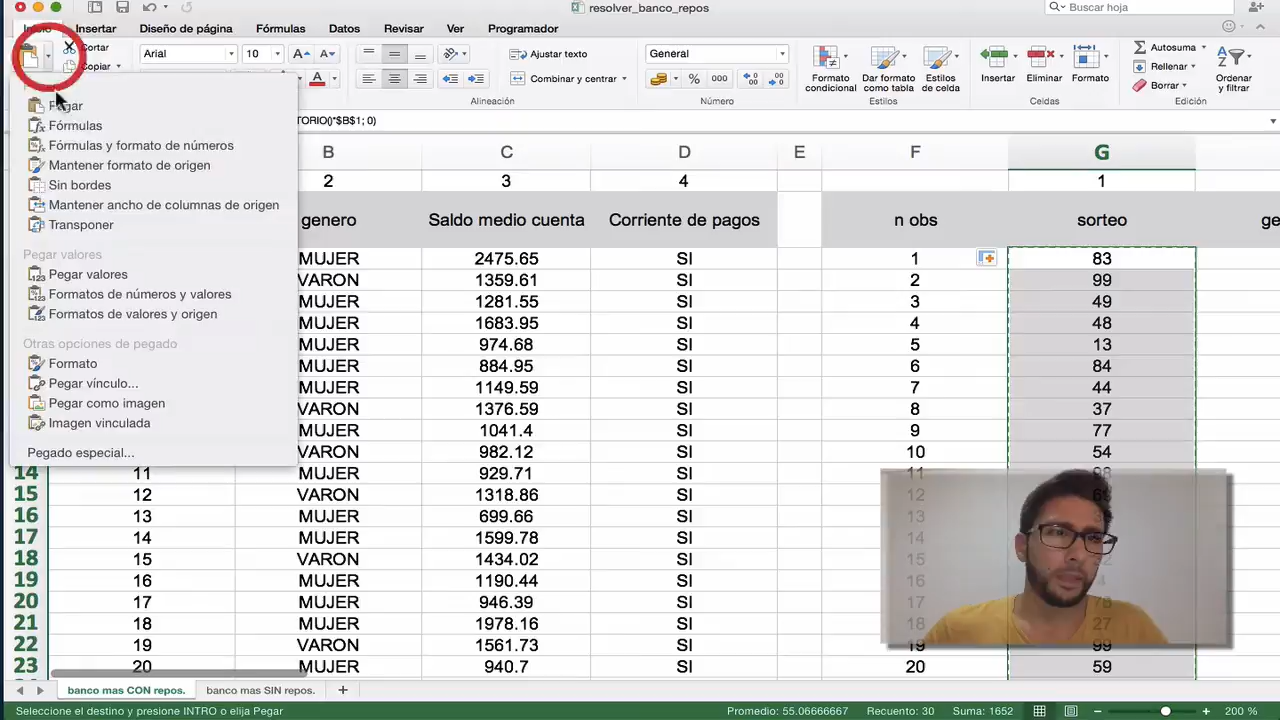 resolver_banco_repos
Buscar hoja
Inicio Insertar Diseño de página Fórmulas Datos Revisar Ver Programador
Cortar
Copiar
Arial 10
Ajustar texto
Combinar y centrar
Alineación
General
% 000
Número
Formato condicional
Dar formato como tabla
Estilos de celda
Estilos
Insertar Eliminar Formato
Celdas
Autosuma
Rellenar
Borrar
Ordenar y filtrar
Edición
TORIO()*$B$1; 0)
Pegar
Fórmulas
Fórmulas y formato de números
Mantener formato de origen
Sin bordes
Mantener ancho de columnas de origen
Transponer
Pegar valores
Pegar valores
Formatos de números y valores
Formatos de valores y origen
Otras opciones de pegado
Formato
Pegar vínculo...
Pegar como imagen
Imagen vinculada
Pegado especial...
B C D E F G
2 3 4 1
genero Saldo medio cuenta Corriente de pagos n obs sorteo ge
MUJER 2475.65 SI 1 83
VARON 1359.61 SI 2 99
MUJER 1281.55 SI 3 49
MUJER 1683.95 SI 4 48
MUJER 974.68 SI 5 13
MUJER 884.95 SI 6 84
MUJER 1149.59 SI 7 44
VARON 1376.59 SI 8 37
MUJER 1041.4 SI 9 77
VARON 982.12 SI 10 54
14 11 MUJER 929.71 SI 11
15 12 VARON 1318.86 SI 12
16 13 MUJER 699.66 SI 13
17 14 MUJER 1599.78 SI 14
18 15 VARON 1434.02 SI 15
19 16 MUJER 1190.44 SI 16
20 17 MUJER 946.39 SI 17 78
21 18 MUJER 1978.16 SI 18 27
22 19 VARON 1561.73 SI 19 99
23 20 MUJER 940.7 SI 20 59
banco mas CON repos. banco mas SIN repos.
Seleccione el destino y presione INTRO o elija Pegar Promedio: 55.06666667 Recuento: 30 Suma: 1652 200 %